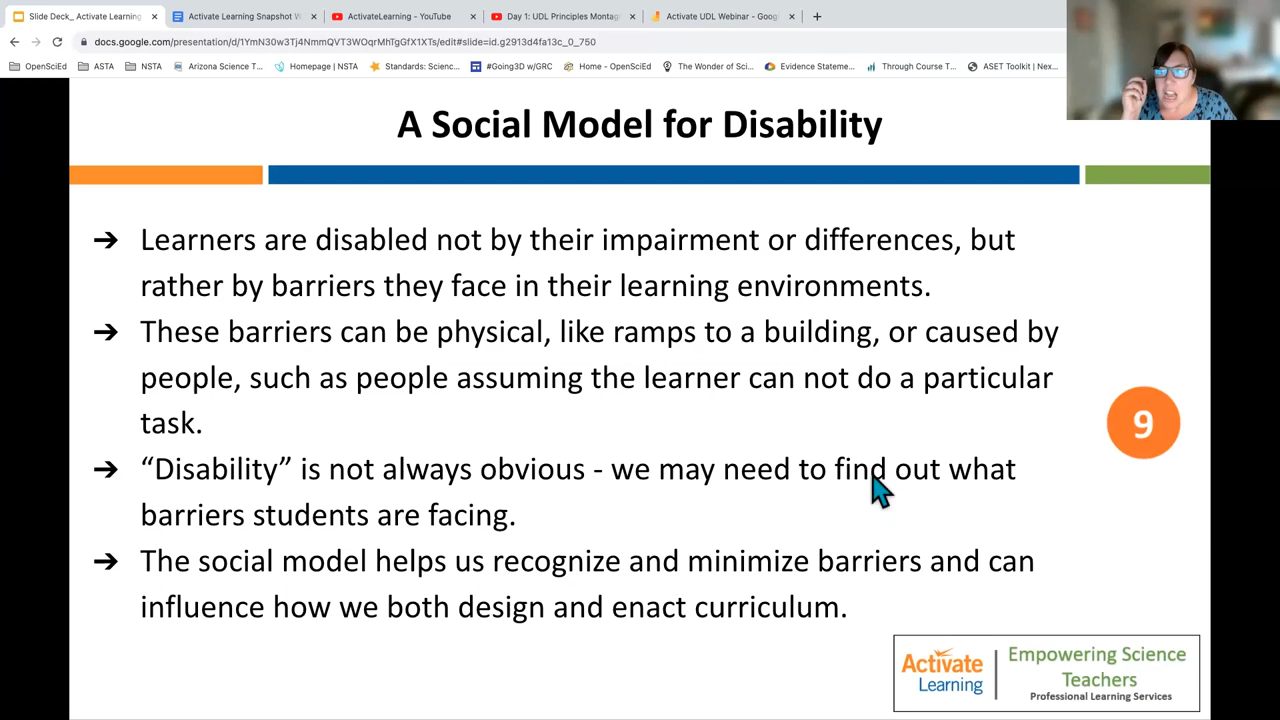 Slide Deck_ Activate Learning
Activate Learning Snapshot W
ActivateLearning - YouTube
Day 1: UDL Principles Montag
Activate UDL Webinar - Goog
docs.google.com/presentation/d/1YmN30w3Tj4NmmQVT3WOqrMhTgGfX1XTs/edit#slide=id.g2913d4fa13c_0_750
OpenSciEd
ASTA
NSTA
Arizona Science T...
Homepage | NSTA
Standards: Scienc...
#Going3D w/GRC
Home - OpenSciEd
The Wonder of Sci...
Evidence Stateme...
Through Course T...
ASET Toolkit | Nex...
A Social Model for Disability
➔ Learners are disabled not by their impairment or differences, but
rather by barriers they face in their learning environments.
➔ These barriers can be physical, like ramps to a building, or caused by
people, such as people assuming the learner can not do a particular
task.
➔ “Disability” is not always obvious - we may need to find out what
barriers students are facing.
➔ The social model helps us recognize and minimize barriers and can
influence how we both design and enact curriculum.
9
Activate
Learning
Empowering Science
Teachers
Professional Learning Services